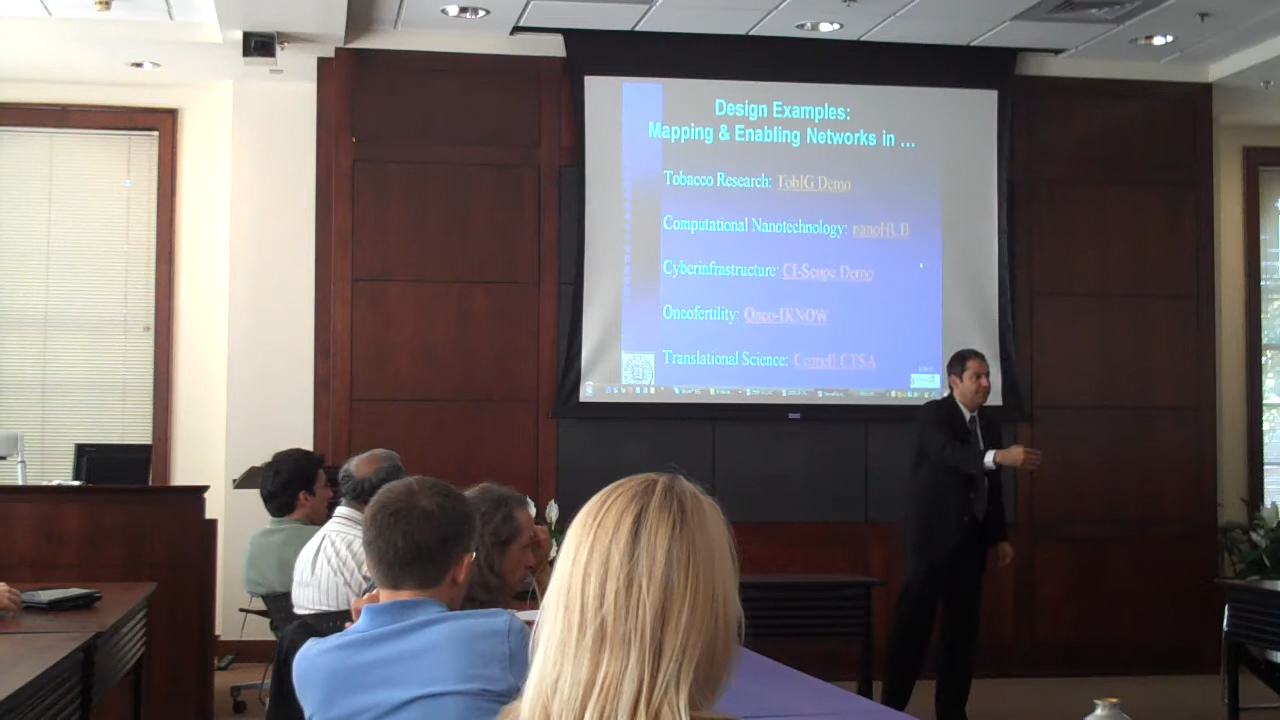 Design Examples:
Mapping & Enabling Networks in ...
Tobacco Research: TobIG Demo
Computational Nanotechnology: nanoHUB
Cyberinfrastructure: CI-Scope Demo
Oncofertility: Onco-IKNOW
Translational Science: Cornell CTSA